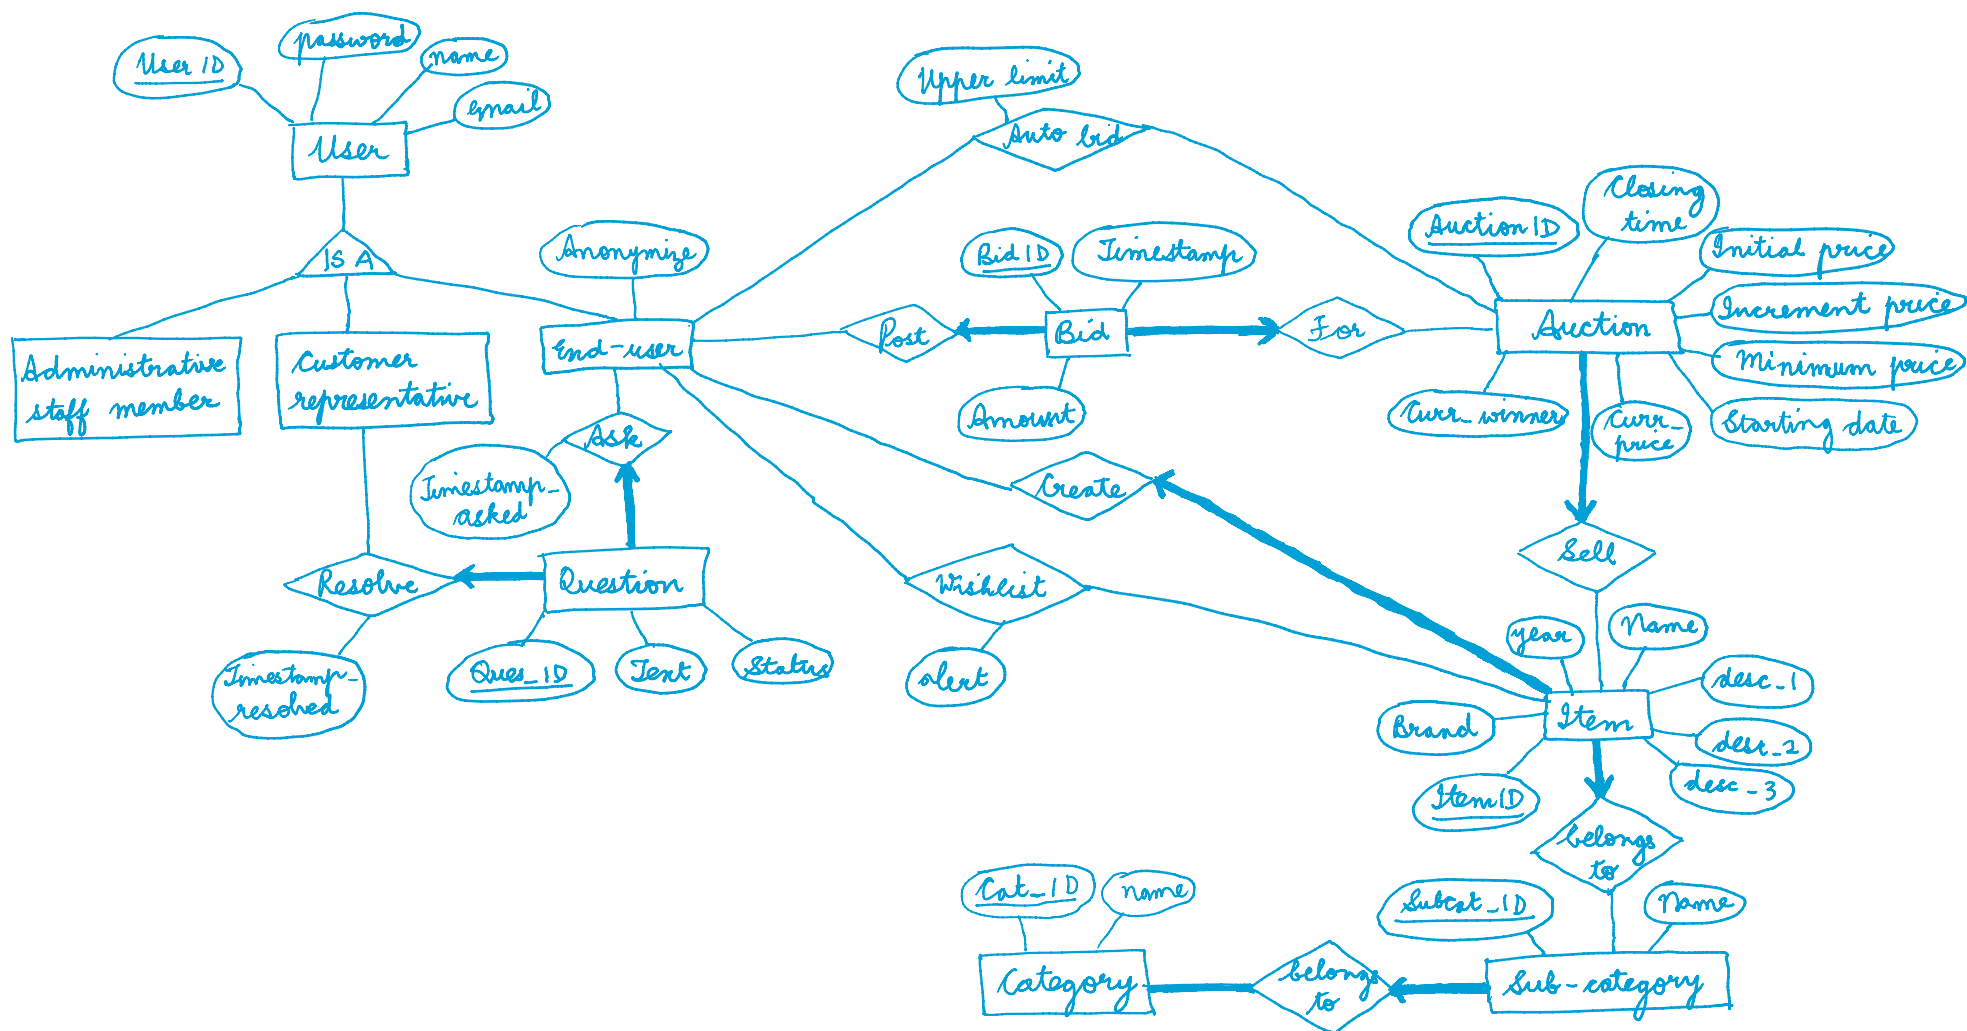 User ID
password
name
email
User
IS A
Administrative
staff member
Customer
representative
Anonymize
End-user
Ask
Timestamp_
asked
Resolve
Timestamp_
resolved
Question
Ques_ID
Text
Status
Upper limit
Auto bid
Post
Bid ID
Timestamp
Bid
Amount
For
Create
Wishlist
alert
Auction ID
Closing
time
Initial price
Increment price
Minimum price
Starting date
Auction
Curr_winner
Curr_
price
Sell
year
Name
desc_1
desc_2
desc_3
Brand
Item
Item ID
belongs
to
Cat_ID
name
Category
belongs
to
Subcat_ID
Name
Sub-category